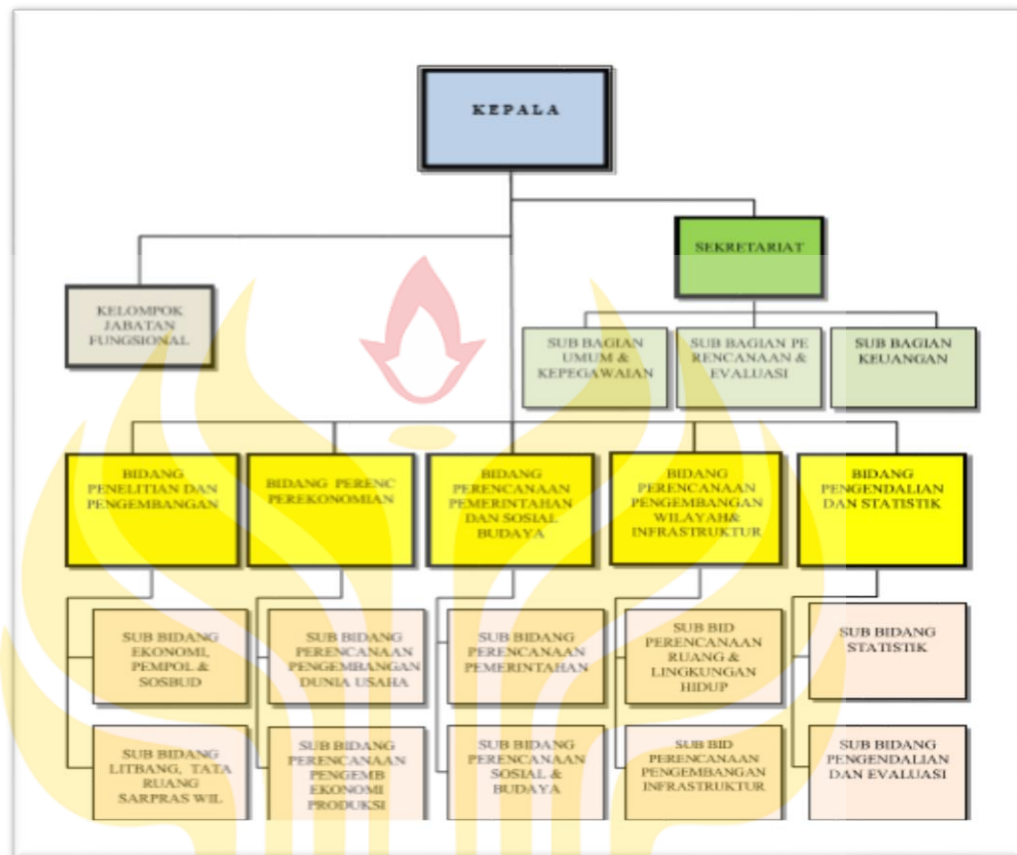 KEPALA
SEKRETARIAT
KELOMPOK
JABATAN
FUNGSIONAL
SUB BAGIAN
UMUM &
KEPEGAWAIAN
SUB BAGIAN PE
RENCANAAN &
EVALUASI
SUB BAGIAN
KEUANGAN
BIDANG
PENELITIAN DAN
PENGEMBANGAN
BIDANG PERENC
PEREKONOMIAN
BIDANG
PERENCANAAN
PEMERINTAHAN
DAN SOSIAL
BUDAYA
BIDANG
PERENCANAAN
PENGEMBANGAN
WILAYAH&
INFRASTRUKTUR
BIDANG
PENGENDALIAN
DAN STATISTIK
SUB BIDANG
EKONOMI,
PEMPOL &
SOSBUD
SUB BIDANG
PERENCANAAN
PENGEMBANGAN
DUNIA USAHA
SUB BIDANG
PERENCANAAN
PEMERINTAHAN
SUB BID
PERENCANAAN
RUANG &
LINGKUNGAN
HIDUP
SUB BIDANG
STATISTIK
SUB BIDANG
LITBANG, TATA
RUANG
SARPRAS WIL
SUB BIDANG
PERENCANAAN
PENGEMB
EKONOMI
PRODUKSI
SUB BIDANG
PERENCANAAN
SOSIAL &
BUDAYA
SUB BID
PERENCANAAN
PENGEMBANGAN
INFRASTRUKTUR
SUB BIDANG
PENGENDALIAN
DAN EVALUASI